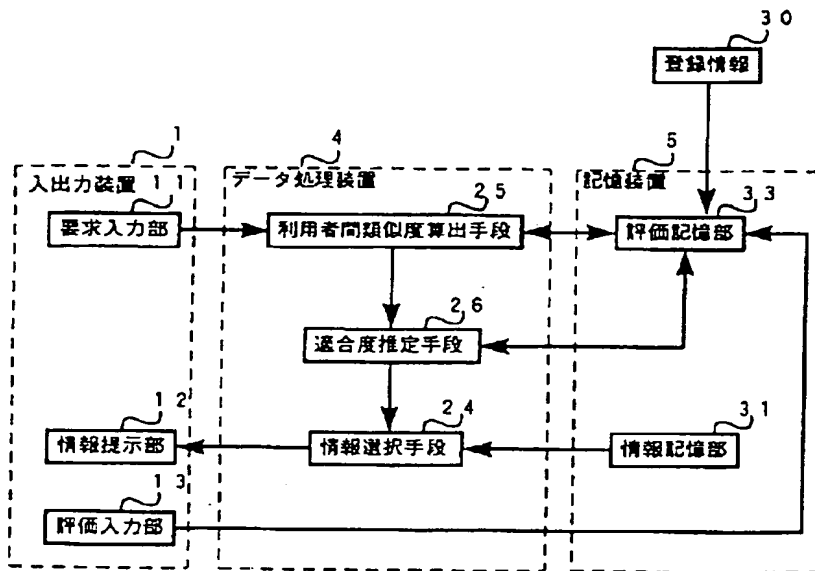 ３０
登録情報
１
４
５
入出力装置
データ処理装置
記憶装置
１１
２５
３３
要求入力部
利用者間類似度算出手段
評価記憶部
２６
適合度推定手段
１２
２４
３１
情報提示部
情報選択手段
情報記憶部
１３
評価入力部